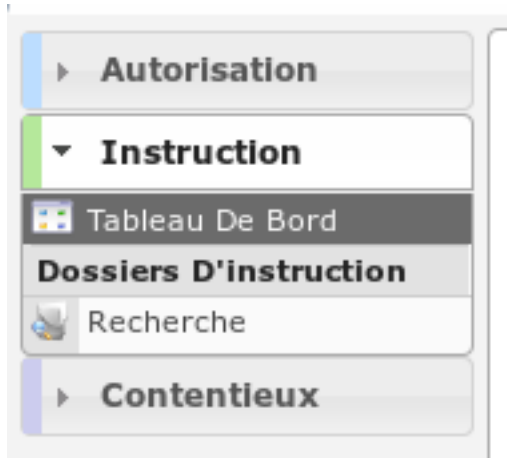 Autorisation
Instruction
Tableau De Bord
Dossiers D'instruction
Recherche
Contentieux